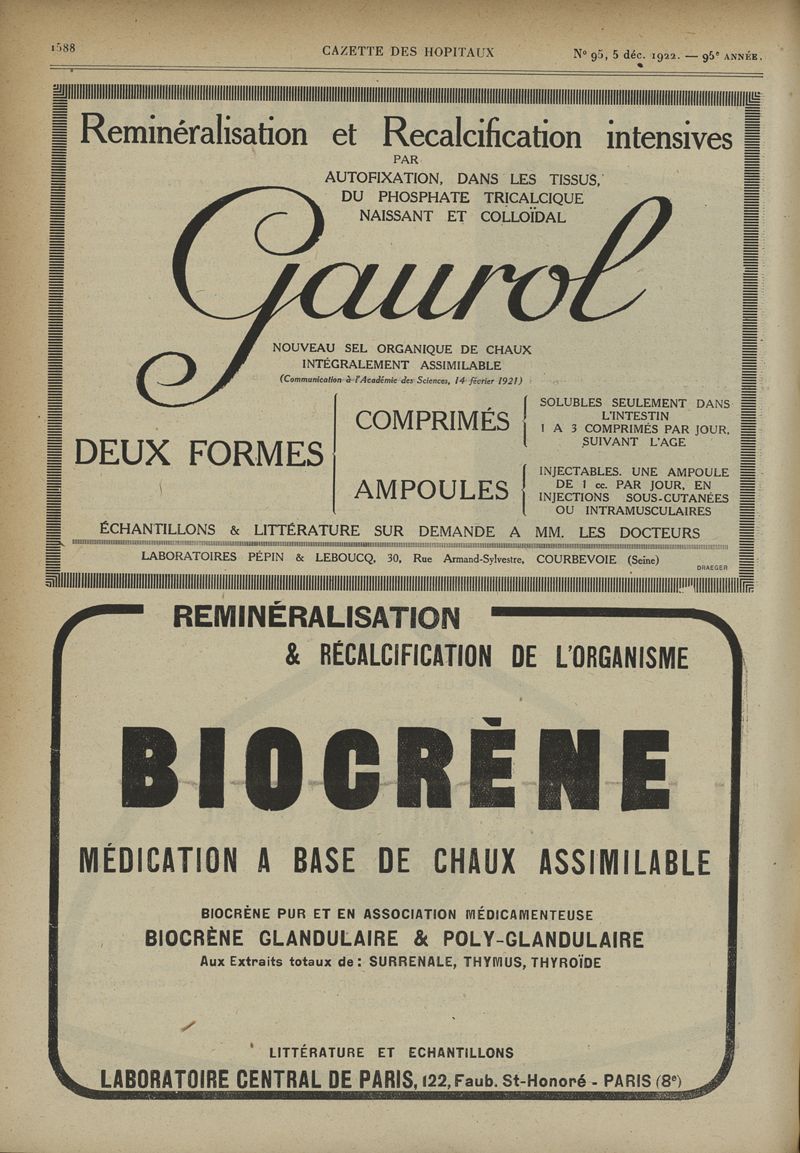 1588
GAZETTE DES HOPITAUX
N° 95, 5 déc. 1922. — 95e ANNÉE.
Reminéralisation et Recalcification intensives
PAR
AUTOFIXATION, DANS LES TISSUS,
DU PHOSPHATE TRICALCIQUE
NAISSANT ET COLLOÏDAL
Gaurol
NOUVEAU SEL ORGANIQUE DE CHAUX
INTÉGRALEMENT ASSIMILABLE
(Communication à l'Académie des Sciences, 14 février 1921)
DEUX FORMES
COMPRIMÉS
SOLUBLES SEULEMENT DANS
L'INTESTIN
1 A 3 COMPRIMÉS PAR JOUR,
SUIVANT L'AGE
AMPOULES
INJECTABLES. UNE AMPOULE
DE 1 cc. PAR JOUR, EN
INJECTIONS SOUS-CUTANÉES
OU INTRAMUSCULAIRES
ÉCHANTILLONS & LITTÉRATURE SUR DEMANDE A MM. LES DOCTEURS
LABORATOIRES PÉPIN & LEBOUCQ, 30, Rue Armand-Sylvestre, COURBEVOIE (Seine)
DRAEGER
REMINÉRALISATION
& RÉCALCIFICATION DE L'ORGANISME
BIOCRÈNE
MÉDICATION A BASE DE CHAUX ASSIMILABLE
BIOCRÈNE PUR ET EN ASSOCIATION MÉDICAMENTEUSE
BIOCRÈNE GLANDULAIRE & POLY-GLANDULAIRE
Aux Extraits totaux de : SURRENALE, THYMUS, THYROÏDE
LITTÉRATURE ET ECHANTILLONS
LABORATOIRE CENTRAL DE PARIS, 122, Faub. St-Honoré - PARIS (8e)